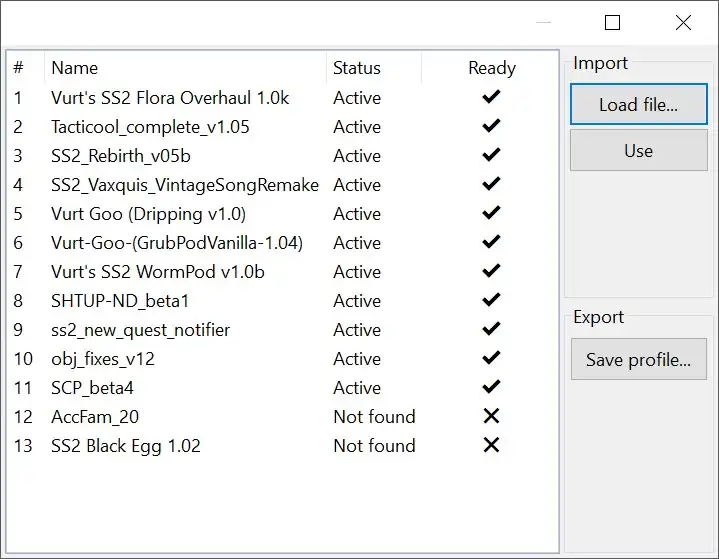 # Name Status Ready
1 Vurt's SS2 Flora Overhaul 1.0k Active ✔
2 Tacticool_complete_v1.05 Active ✔
3 SS2_Rebirth_v05b Active ✔
4 SS2_Vaxquis_VintageSongRemake Active ✔
5 Vurt Goo (Dripping v1.0) Active ✔
6 Vurt-Goo-(GrubPodVanilla-1.04) Active ✔
7 Vurt's SS2 WormPod v1.0b Active ✔
8 SHTUP-ND_beta1 Active ✔
9 ss2_new_quest_notifier Active ✔
10 obj_fixes_v12 Active ✔
11 SCP_beta4 Active ✔
12 AccFam_20 Not found ✕
13 SS2 Black Egg 1.02 Not found ✕
Import
Load file...
Use
Export
Save profile...